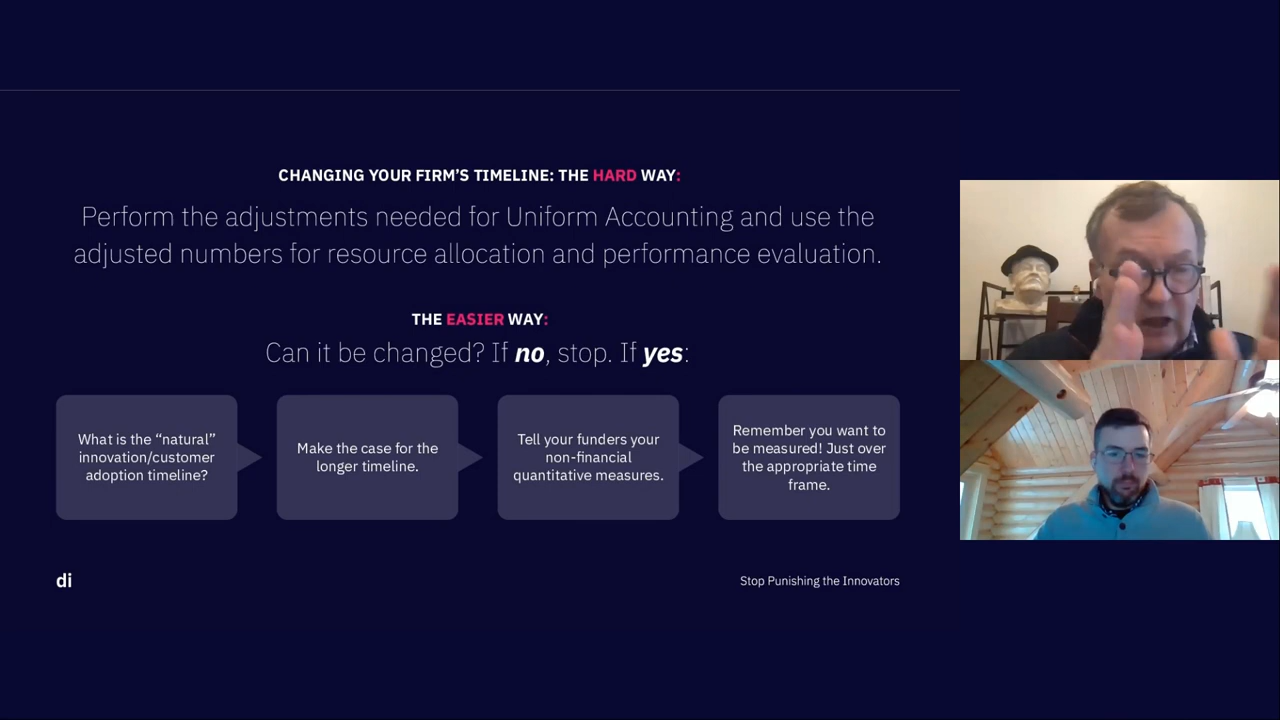 CHANGING YOUR FIRM’S TIMELINE: THE HARD WAY:
Perform the adjustments needed for Uniform Accounting and use the
adjusted numbers for resource allocation and performance evaluation.
THE EASIER WAY:
Can it be changed? If no, stop. If yes:
What is the “natural”
innovation/customer
adoption timeline?
Make the case for the
longer timeline.
Tell your funders your
non-financial
quantitative measures.
Remember you want to
be measured! Just over
the appropriate time
frame.
di
Stop Punishing the Innovators